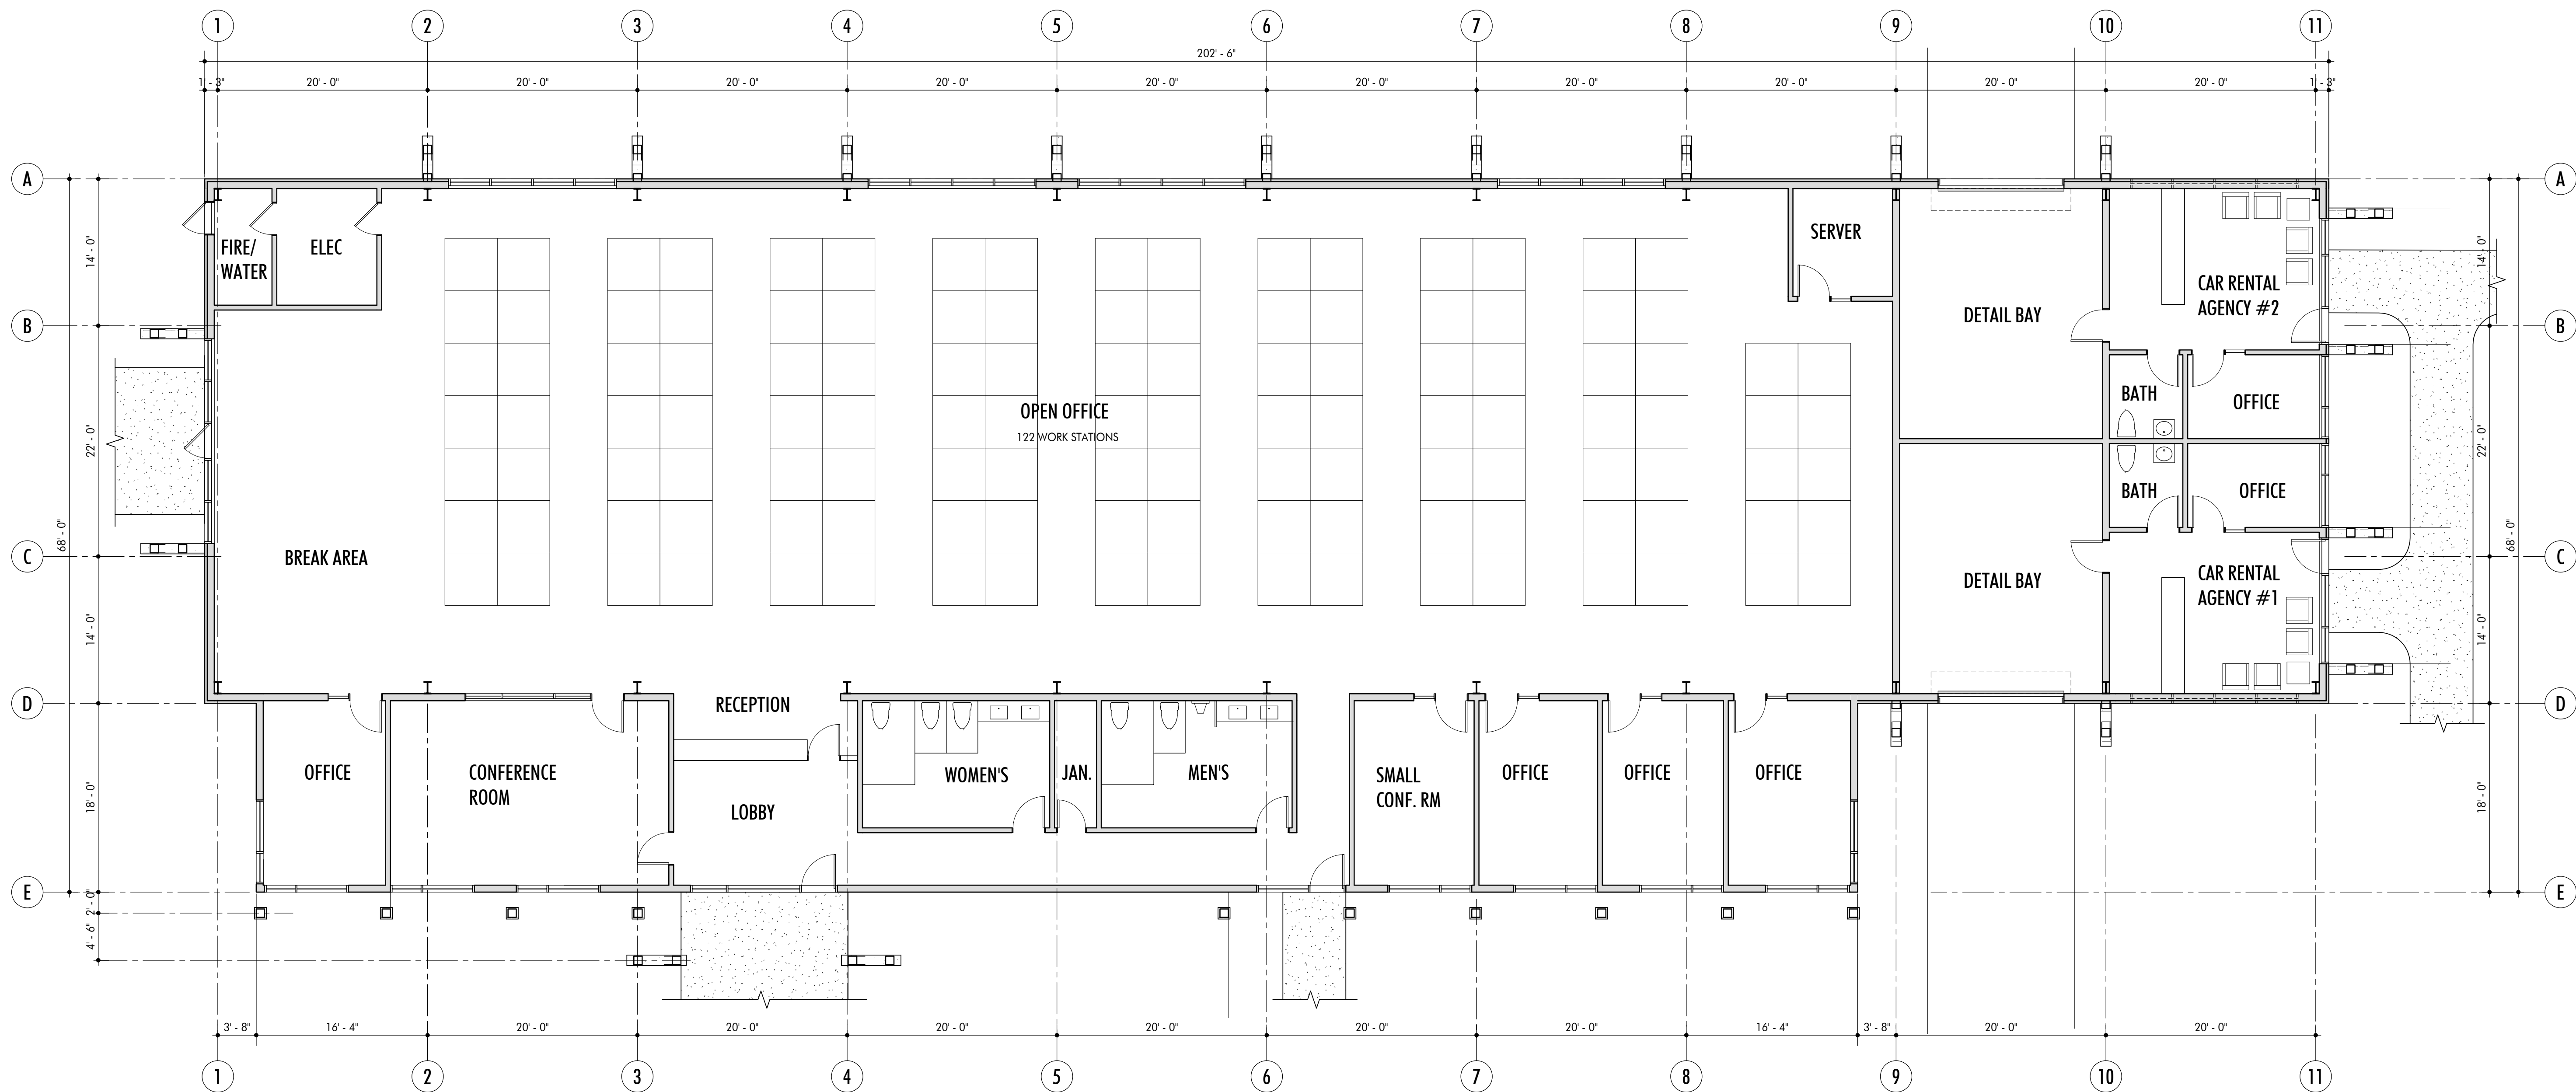 1 2 3 4 5 6 7 8 9 10 11
202' - 6"
1' - 3" 20' - 0" 20' - 0" 20' - 0" 20' - 0" 20' - 0" 20' - 0" 20' - 0" 20' - 0" 20' - 0" 20' - 0" 1' - 3"
A A
14' - 0" 14' - 0"
FIRE/
WATER
ELEC
SERVER
CAR RENTAL
AGENCY #2
DETAIL BAY
B B
BATH
OFFICE
OPEN OFFICE
122 WORK STATIONS
22' - 0" 22' - 0"
BATH
OFFICE
68' - 0" 68' - 0"
BREAK AREA
C C
DETAIL BAY
CAR RENTAL
AGENCY #1
14' - 0" 14' - 0"
D D
RECEPTION
OFFICE
CONFERENCE
ROOM
LOBBY
WOMEN'S
JAN.
MEN'S
SMALL
CONF. RM
OFFICE
OFFICE
OFFICE
18' - 0" 18' - 0"
E E
2' - 0"
4' - 6"
3' - 8" 16' - 4" 20' - 0" 20' - 0" 20' - 0" 20' - 0" 20' - 0" 20' - 0" 16' - 4" 3' - 8" 20' - 0" 20' - 0"
1 2 3 4 5 6 7 8 9 10 11